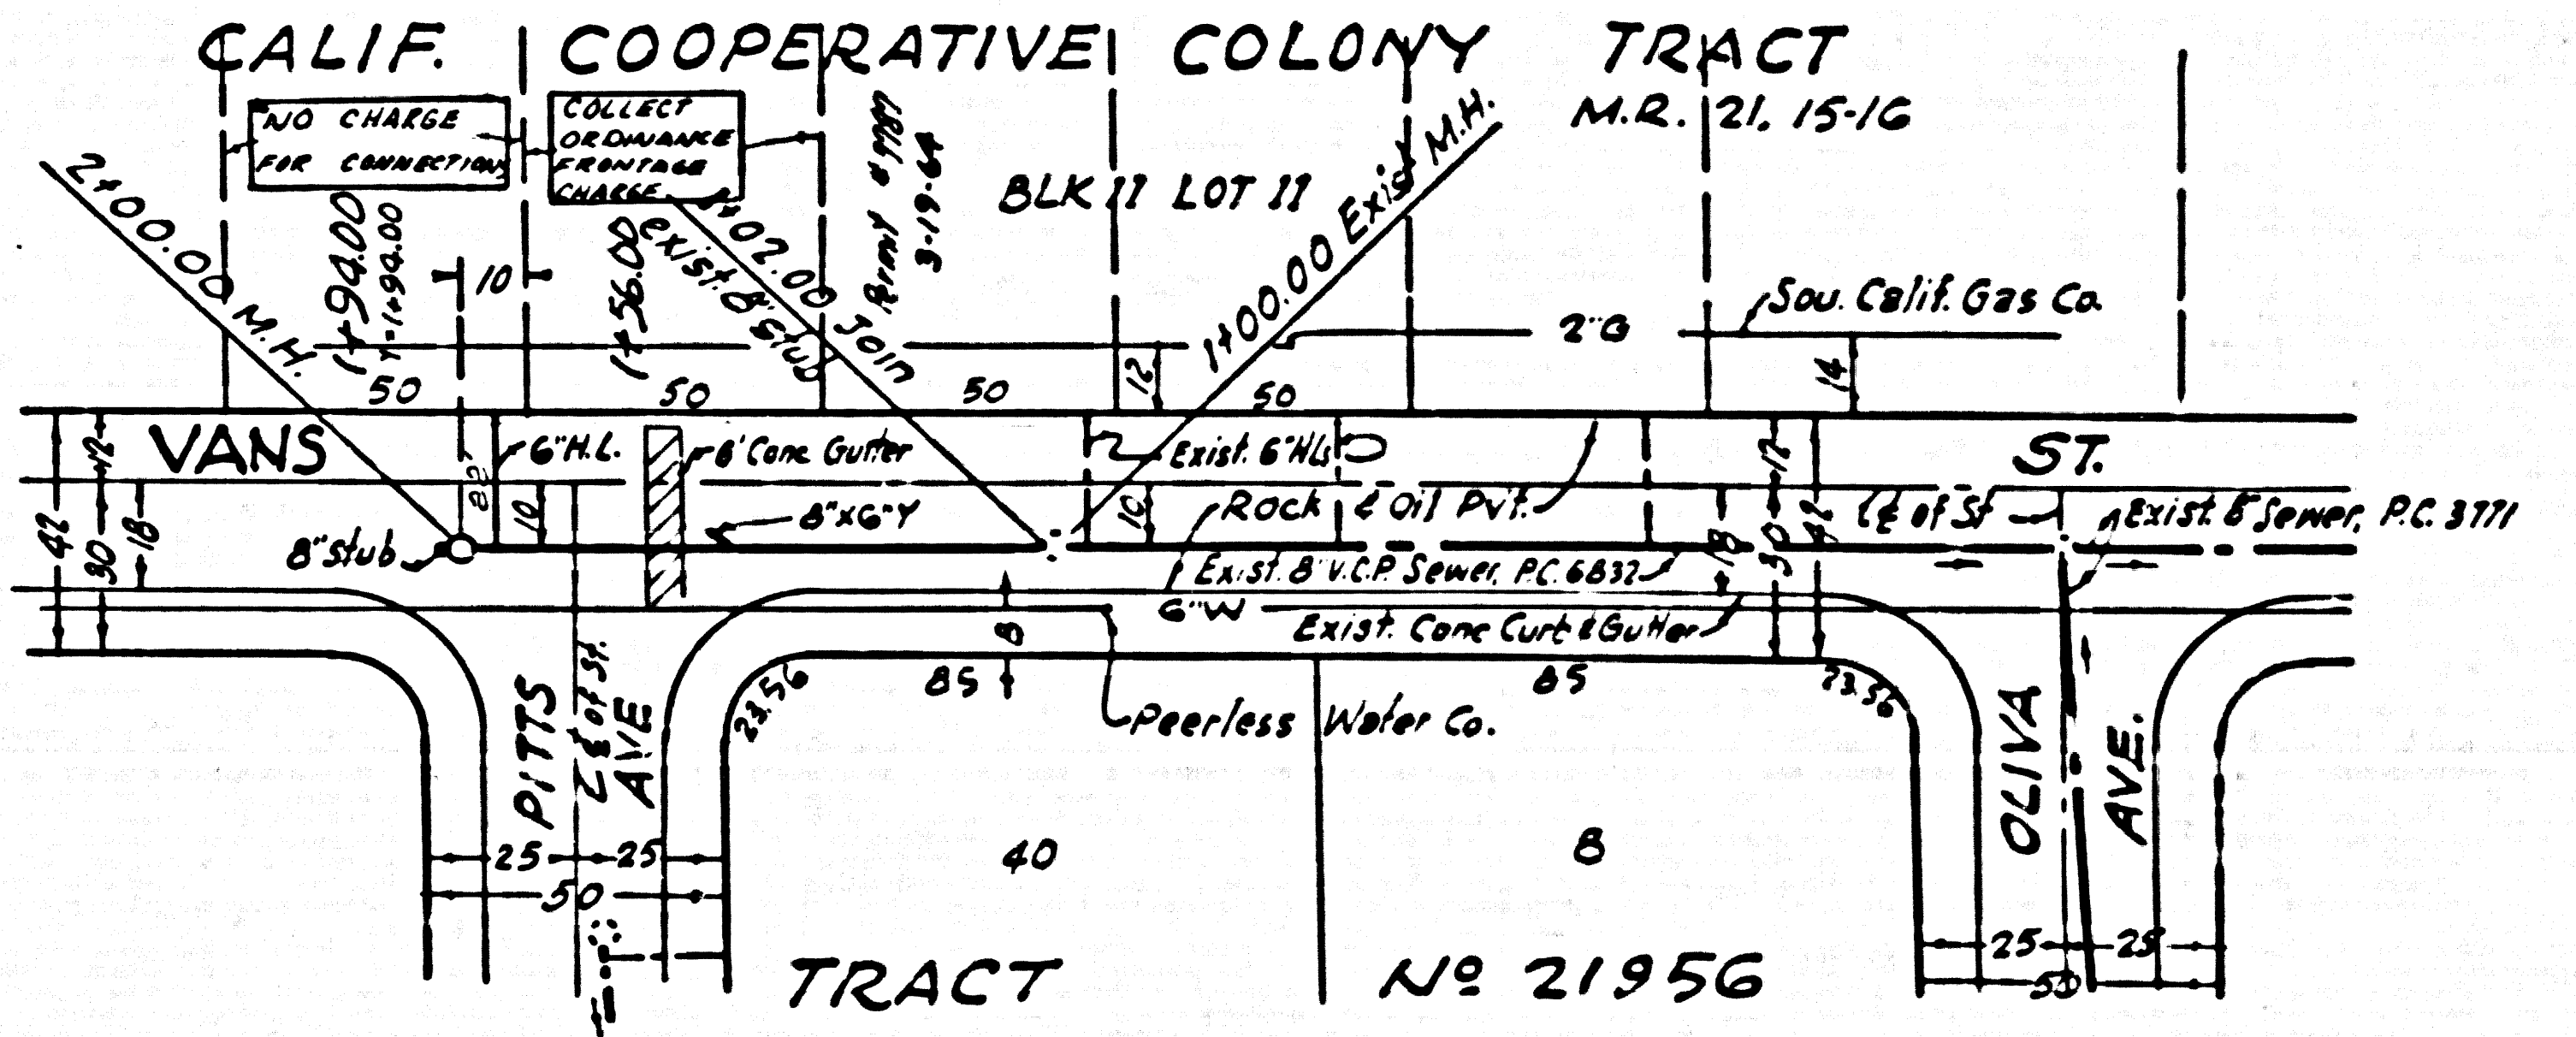 CALIF. COOPERATIVE COLONY TRACT
M.R. 21. 15-16
NO CHARGE
FOR CONNECTION
COLLECT
ORDINANCE
FRONTAGE
CHARGE
3-19-64
BLK 11 LOT 11
2+00.00 M.H.
1+94.00
Y=1+94.00
10
1+56.00
1+02.00 Join
exist. 8" Stub
1+00.00 Exist M.H.
2"G
Sou. Calif. Gas Co.
50
50
50
50
12
14
VANS ST.
6" H.L.
8' Conc Gutter
Exist. 6" HLs
12
12
42
30
18
22
10
10
8"x6"Y
Rock & Oil Pvt.
18
30
42
℄ of St
Exist. 8" Sewer, P.C. 3771
8" Stub
Exist. 8" V.C.P. Sewer, P.C. 6832
6"W
Exist. Conc Curb & Gutter
8
85
85
23.56
23.56
Peerless Water Co.
PITTS AVE
℄ of St.
OLIVA AVE.
25
25
50
40
8
25
25
50
TRACT Nº 21956